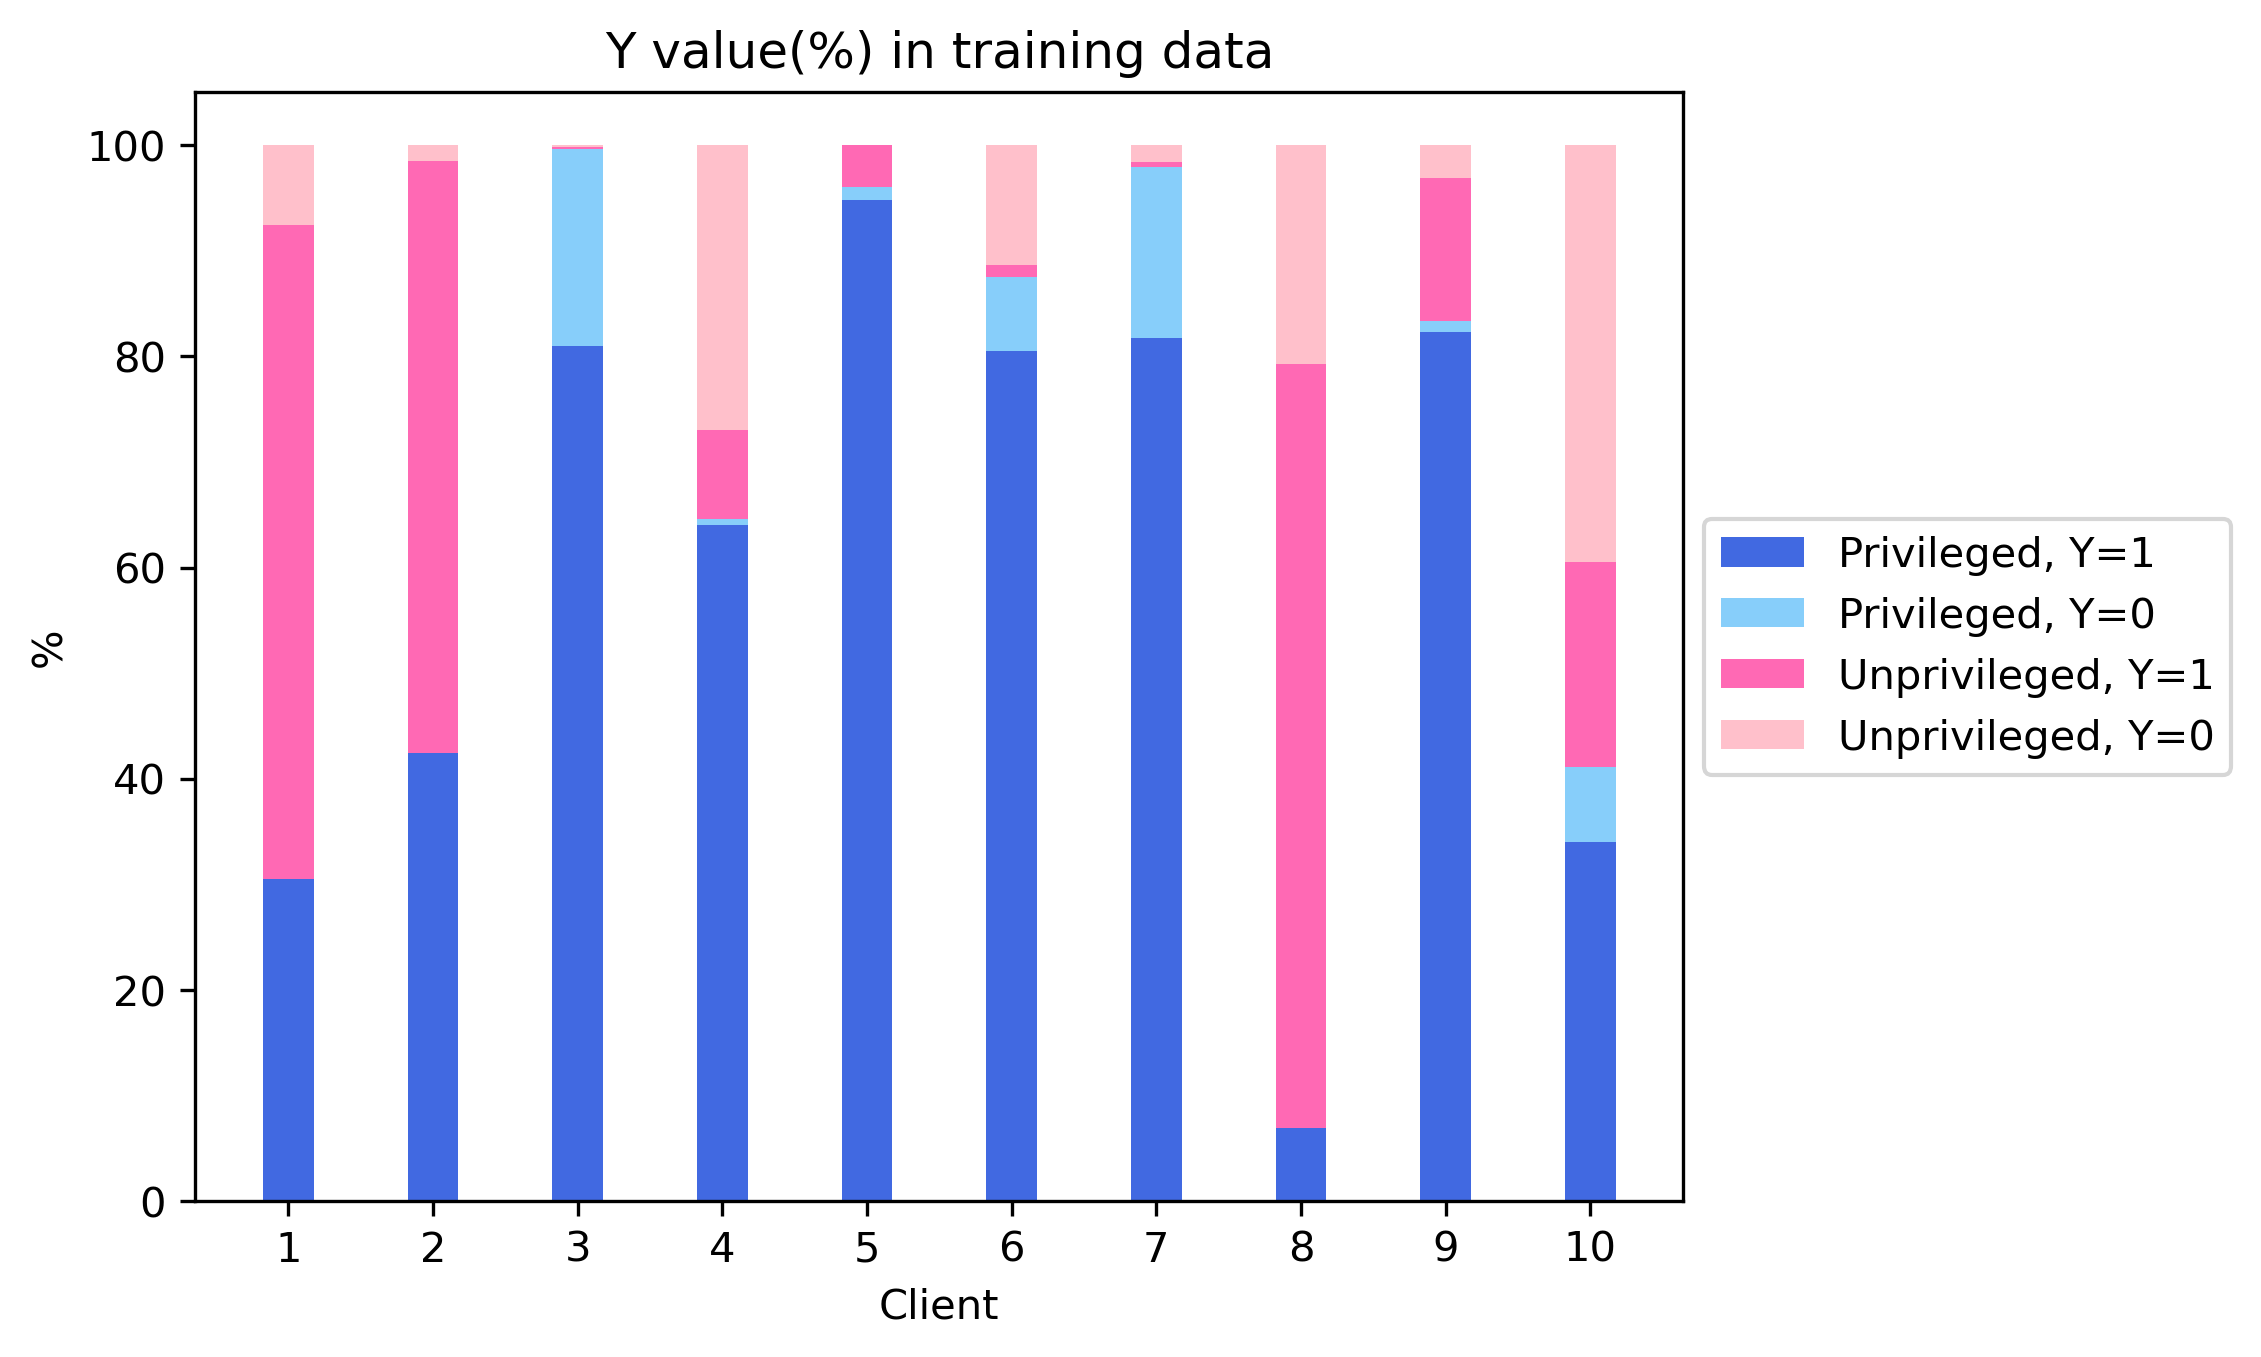 Y value(%) in training data
100
80
60
40
20
0
%
1 2 3 4 5 6 7 8 9 10
Client
Privileged, Y=1
Privileged, Y=0
Unprivileged, Y=1
Unprivileged, Y=0